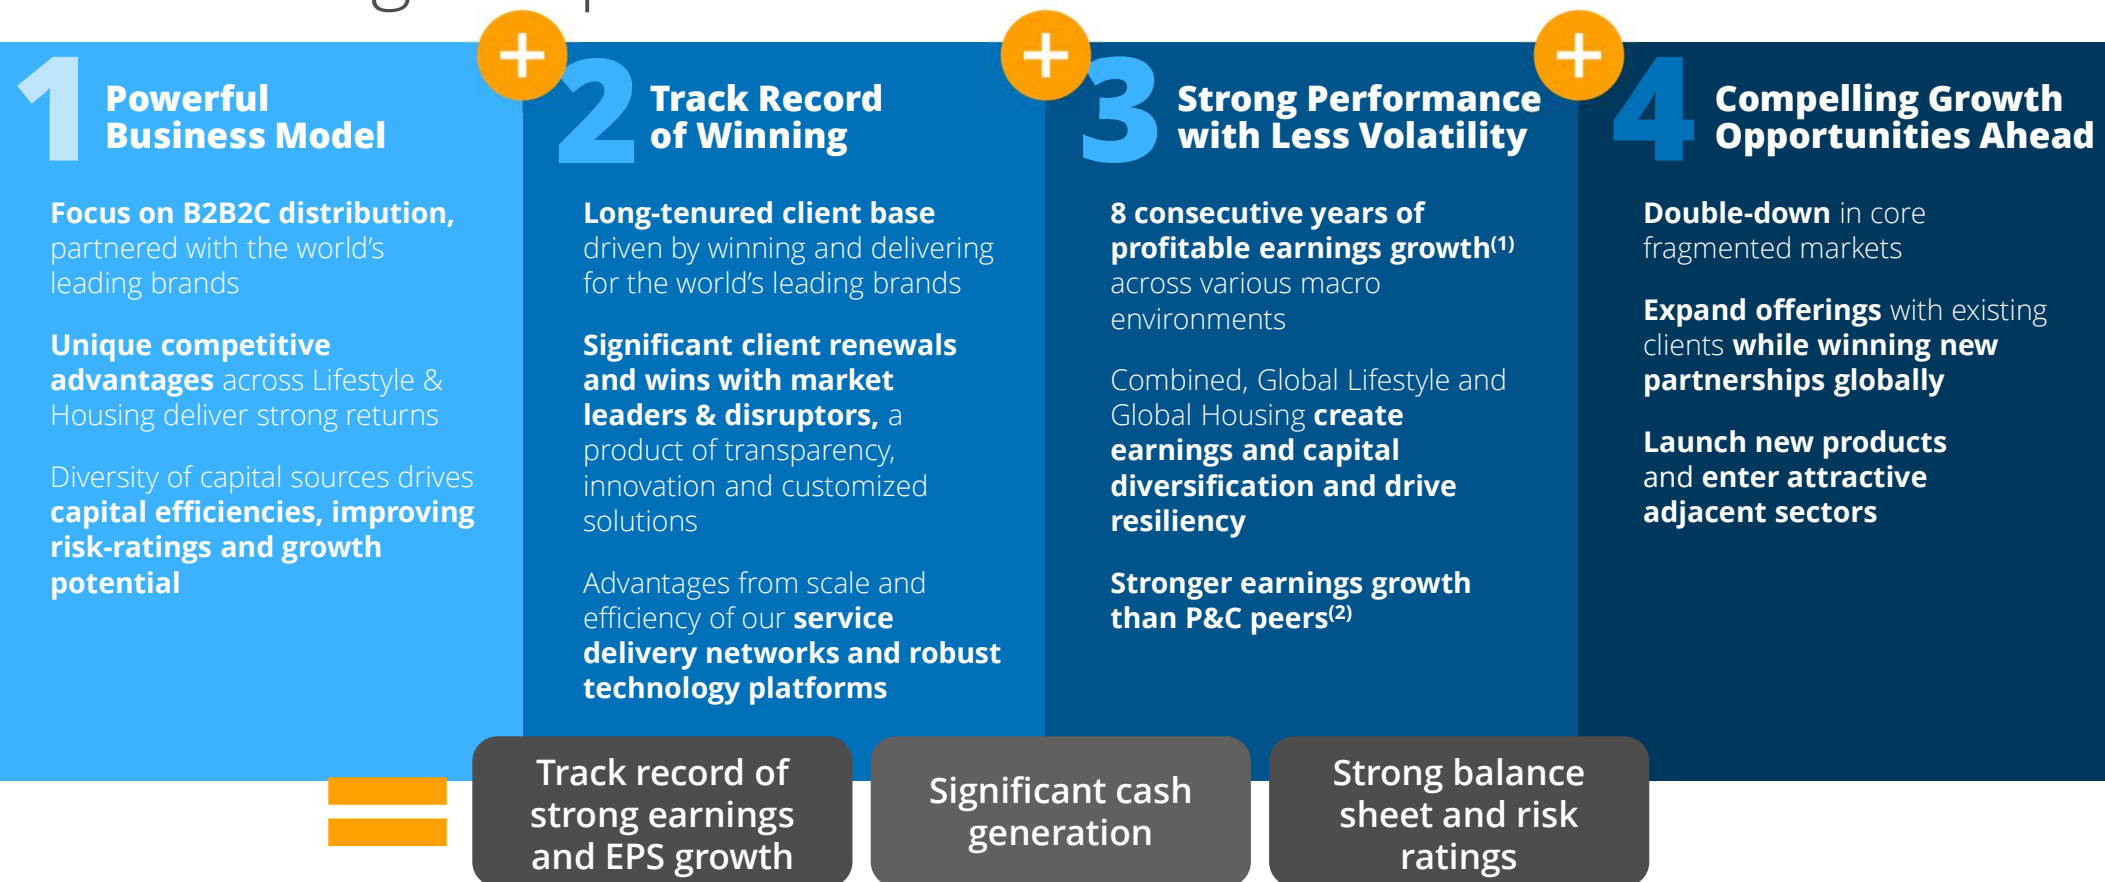 1
Powerful
Business Model
Focus on B2B2C distribution,
partnered with the world's
leading brands
Unique competitive
advantages across Lifestyle &
Housing deliver strong returns
Diversity of capital sources drives
capital efficiencies, improving
risk-ratings and growth
potential
+
2
Track Record
of Winning
Long-tenured client base
driven by winning and delivering
for the world's leading brands
Significant client renewals
and wins with market
leaders & disruptors, a
product of transparency,
innovation and customized
solutions
Advantages from scale and
efficiency of our service
delivery networks and robust
technology platforms
+
3
Strong Performance
with Less Volatility
8 consecutive years of
profitable earnings growth(1)
across various macro
environments
Combined, Global Lifestyle and
Global Housing create
earnings and capital
diversification and drive
resiliency
Stronger earnings growth
than P&C peers(2)
+
4
Compelling Growth
Opportunities Ahead
Double-down in core
fragmented markets
Expand offerings with existing
clients while winning new
partnerships globally
Launch new products
and enter attractive
adjacent sectors
=
Track record of
strong earnings
and EPS growth
Significant cash
generation
Strong balance
sheet and risk
ratings